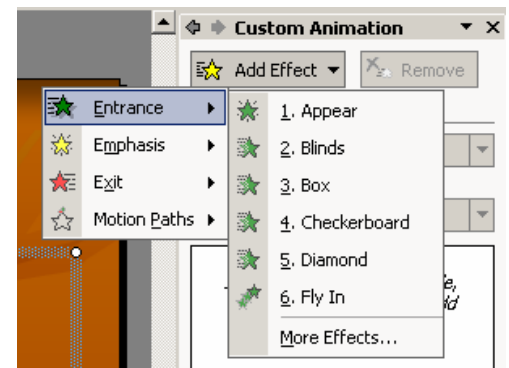 Custom Animation
Add Effect
Remove
Entrance
Emphasis
Exit
Motion Paths
1. Appear
2. Blinds
3. Box
4. Checkerboard
5. Diamond
6. Fly In
More Effects...